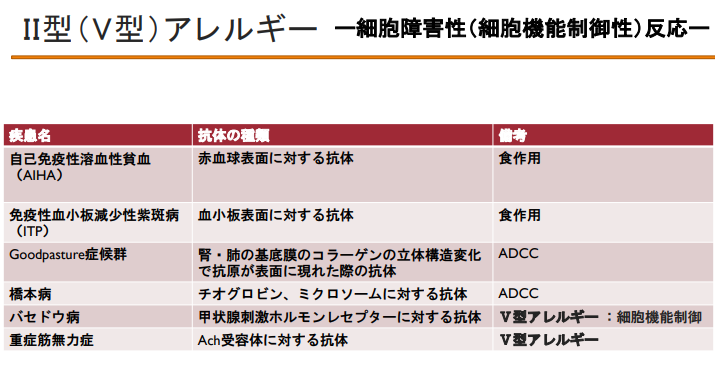 II型（V型）アレルギー ―細胞障害性（細胞機能制御性）反応―
疾患名 抗体の種類 備考
自己免疫性溶血性貧血 赤血球表面に対する抗体 食作用
（AIHA）
免疫性血小板減少性紫斑病 血小板表面に対する抗体 食作用
（ITP）
Goodpasture症候群 腎・肺の基底膜のコラーゲンの立体構造変化 ADCC
で抗原が表面に現れた際の抗体
橋本病 チオグロビン、ミクロソームに対する抗体 ADCC
バセドウ病 甲状腺刺激ホルモンレセプターに対する抗体 Ⅴ型アレルギー：細胞機能制御
重症筋無力症 Ach受容体に対する抗体 Ⅴ型アレルギー